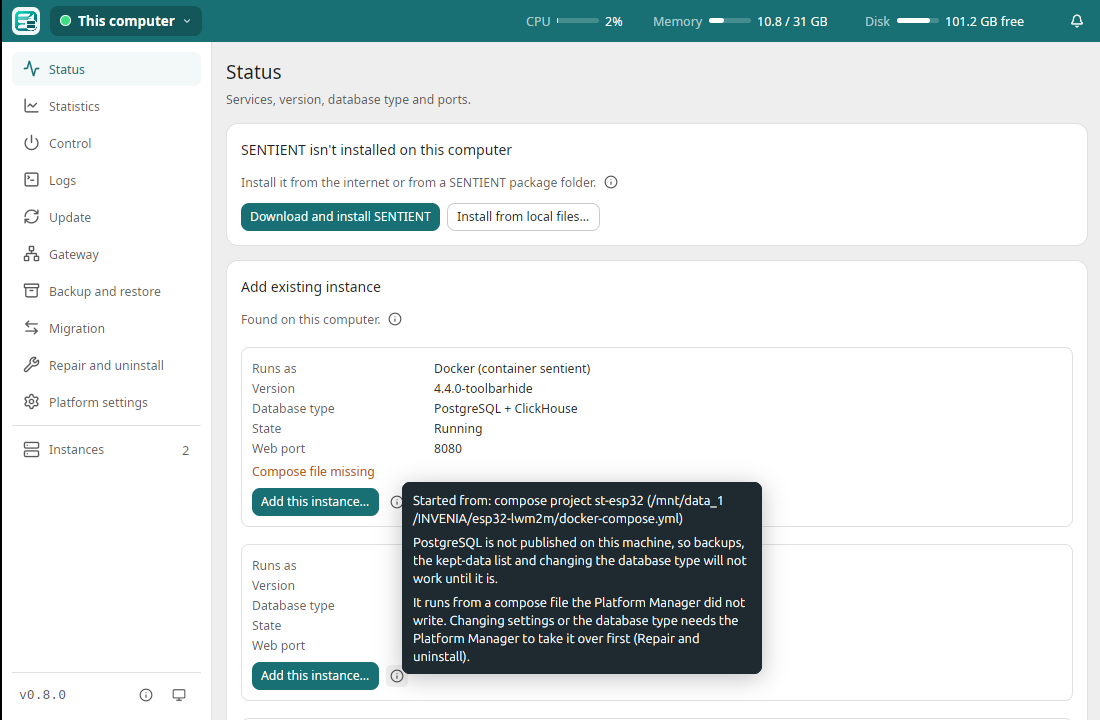 This computer
CPU 2%
Memory 10.8 / 31 GB
Disk 101.2 GB free
Status
Statistics
Control
Logs
Update
Gateway
Backup and restore
Migration
Repair and uninstall
Platform settings
Instances 2
v0.8.0
Status
Services, version, database type and ports.
SENTIENT isn't installed on this computer
Install it from the internet or from a SENTIENT package folder.
Download and install SENTIENT
Install from local files...
Add existing instance
Found on this computer.
Runs as Docker (container sentient)
Version 4.4.0-toolbarhide
Database type PostgreSQL + ClickHouse
State Running
Web port 8080
Compose file missing
Add this instance...
Started from: compose project st-esp32 (/mnt/data_1
/INVENIA/esp32-lwm2m/docker-compose.yml)
PostgreSQL is not published on this machine, so backups,
the kept-data list and changing the database type will not
work until it is.
It runs from a compose file the Platform Manager did not
write. Changing settings or the database type needs the
Platform Manager to take it over first (Repair and
uninstall).
Runs as
Version
Database type
State
Web port
Add this instance...